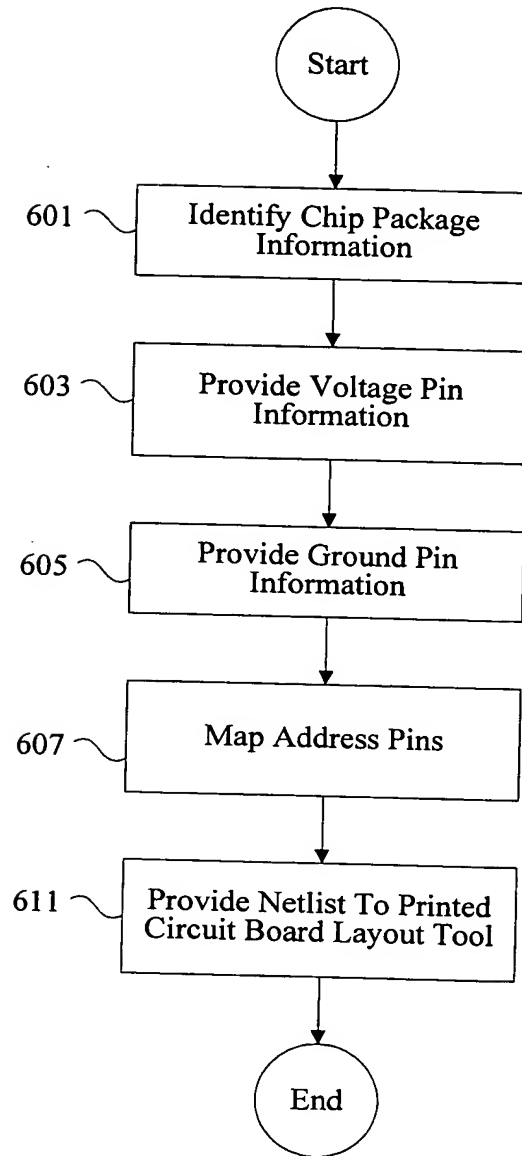 Start
601
Identify Chip Package
Information
603
Provide Voltage Pin
Information
605
Provide Ground Pin
Information
607
Map Address Pins
611
Provide Netlist To Printed
Circuit Board Layout Tool
End